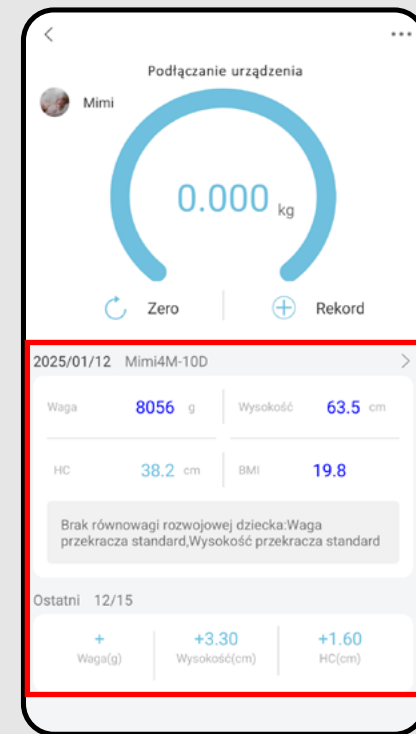 Podłączanie urządzenia
Mimi
0.000 kg
Zero Rekord
2025/01/12 Mimi4M-10D
Waga 8056 g Wysokość 63.5 cm
HC 38.2 cm BMI 19.8
Brak równowagi rozwojowej dziecka:Waga
przekracza standard,Wysokość przekracza standard
Ostatni 12/15
+ +3.30 +1.60
Waga(g) Wysokość(cm) HC(cm)